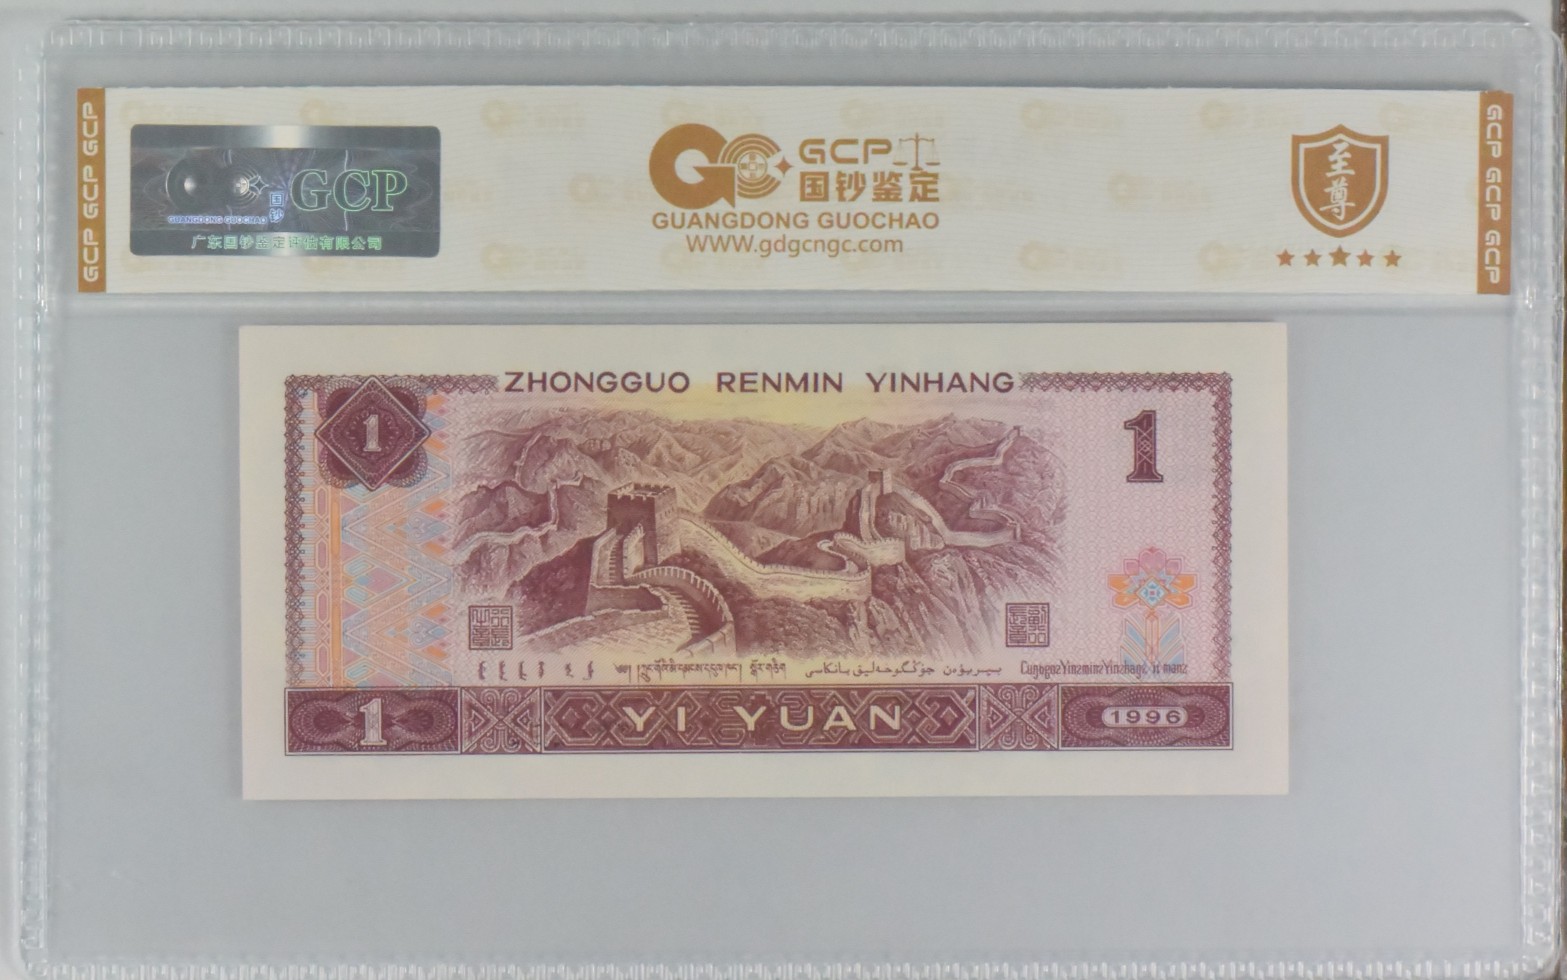 GCP GCP GCP
GCP
国钞
GUANGDONG GUOCHAO
广东国钞鉴定评估有限公司
GCP
国钞鉴定
GUANGDONG GUOCHAO
WWW.gdgcngc.com
至尊
GCP GCP GCP
ZHONGGUO RENMIN YINHANG
1
1
1
YI YUAN
1996